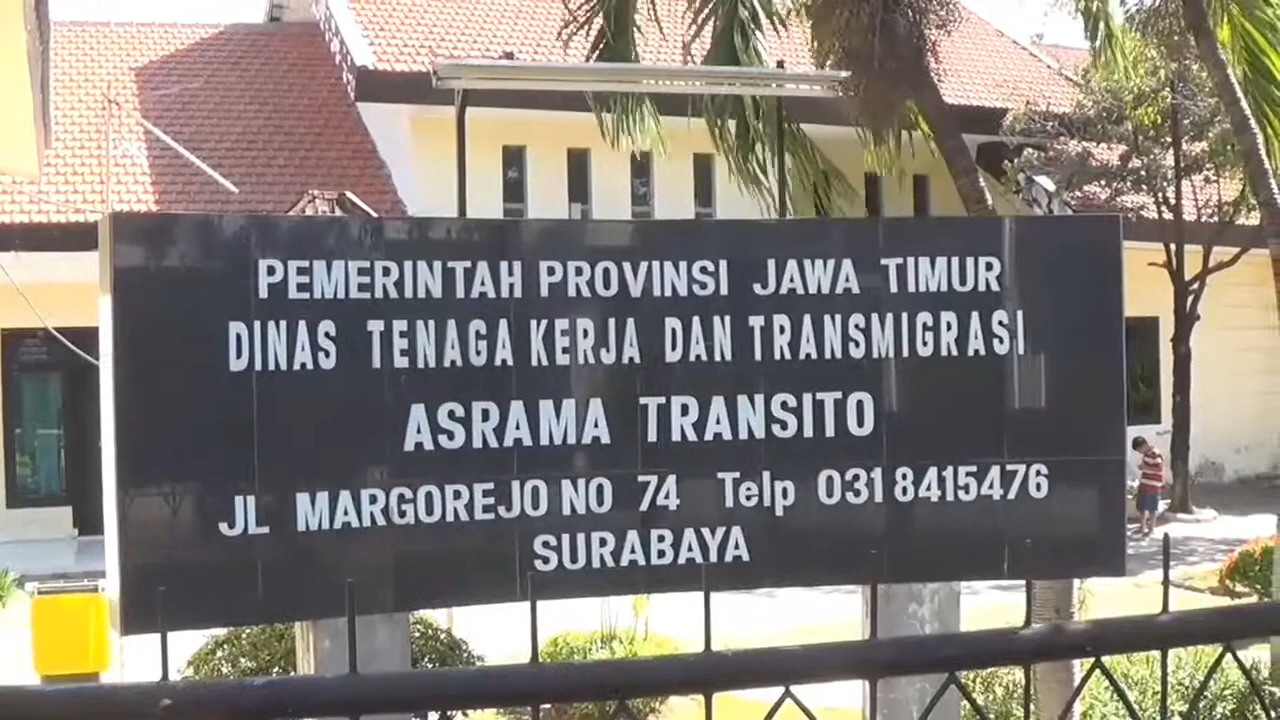 PEMERINTAH PROVINSI JAWA TIMUR
DINAS TENAGA KERJA DAN TRANSMIGRASI
ASRAMA TRANSITO
JL MARGOREJO NO 74 Telp 031 8415476
SURABAYA